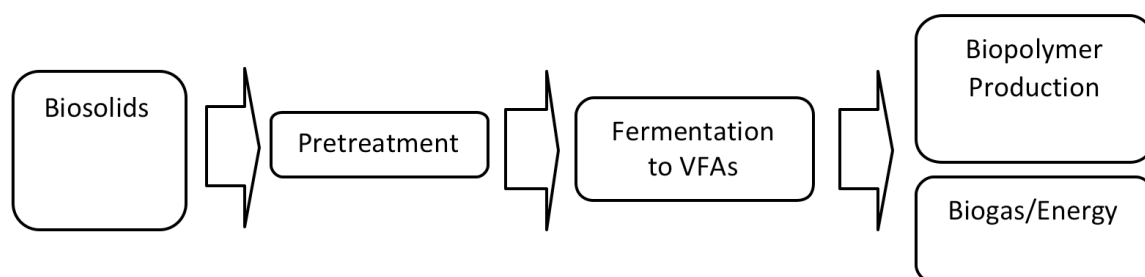 Biosolids
Pretreatment
Fermentation
to VFAs
Biopolymer
Production
Biogas/Energy